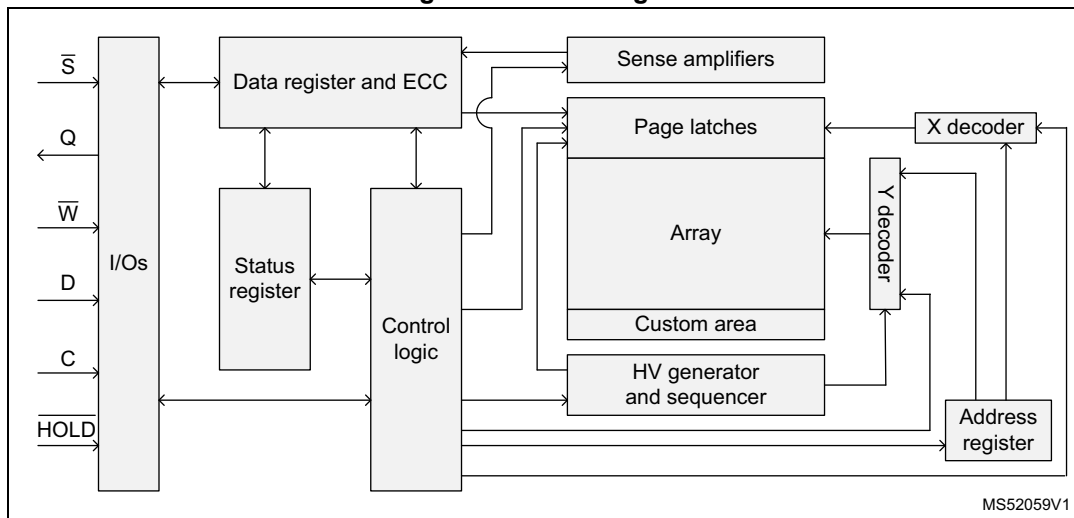 S̅
Q
W̅
D
C
H̅O̅L̅D̅
I/Os
Data register and ECC
Status
register
Control
logic
Sense amplifiers
Page latches
Array
Custom area
HV generator
and sequencer
X decoder
Y decoder
Address
register
MS52059V1